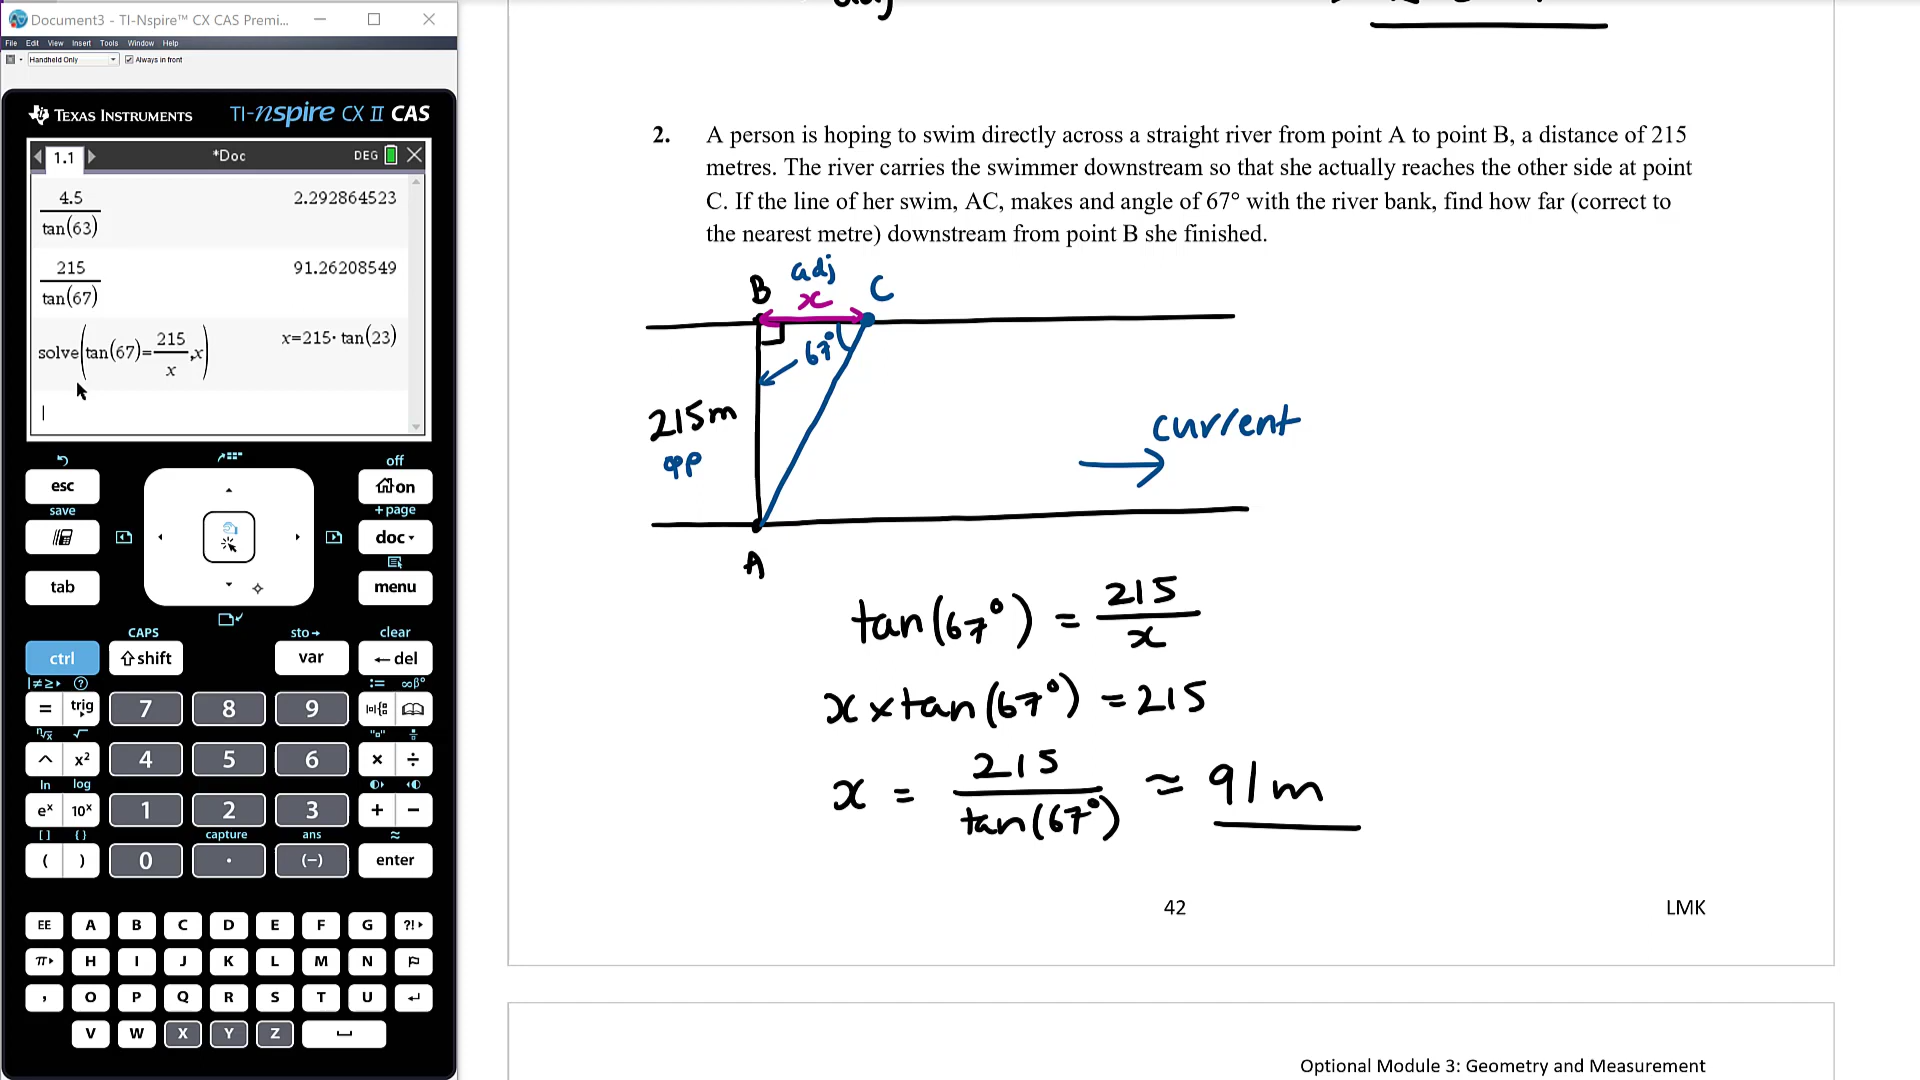 Document3 - TI-Nspire™ CX CAS Premi...
File Edit View Insert Tools Window Help
Handheld Only Always in front
TEXAS INSTRUMENTS TI-nspire CX II CAS
1.1 *Doc DEG
4.5
tan(63)
2.292864523
215
tan(67)
91.26208549
solve(tan(67)=215/x,x) x=215·tan(23)
off
esc on
save + page
doc
tab menu
CAPS sto→ clear
ctrl shift var ←del
|≠≥▸ ? := ∞β°
= trig 7 8 9
ⁿ√x √ "□"
^ x² 4 5 6 × ÷
ln log
eˣ 10ˣ 1 2 3 + −
[ ] { } capture ans ≈
( ) 0 . (−) enter
EE A B C D E F G ?!▸
π▸ H I J K L M N
, O P Q R S T U
V W X Y Z
2. A person is hoping to swim directly across a straight river from point A to point B, a distance of 215
metres. The river carries the swimmer downstream so that she actually reaches the other side at point
C. If the line of her swim, AC, makes and angle of 67° with the river bank, find how far (correct to
the nearest metre) downstream from point B she finished.
adj
B x C
67°
215m
opp
current
A
tan(67°) = 215/x
x × tan(67°) = 215
x = 215/tan(67°) ≈ 91m
42 LMK
Optional Module 3: Geometry and Measurement